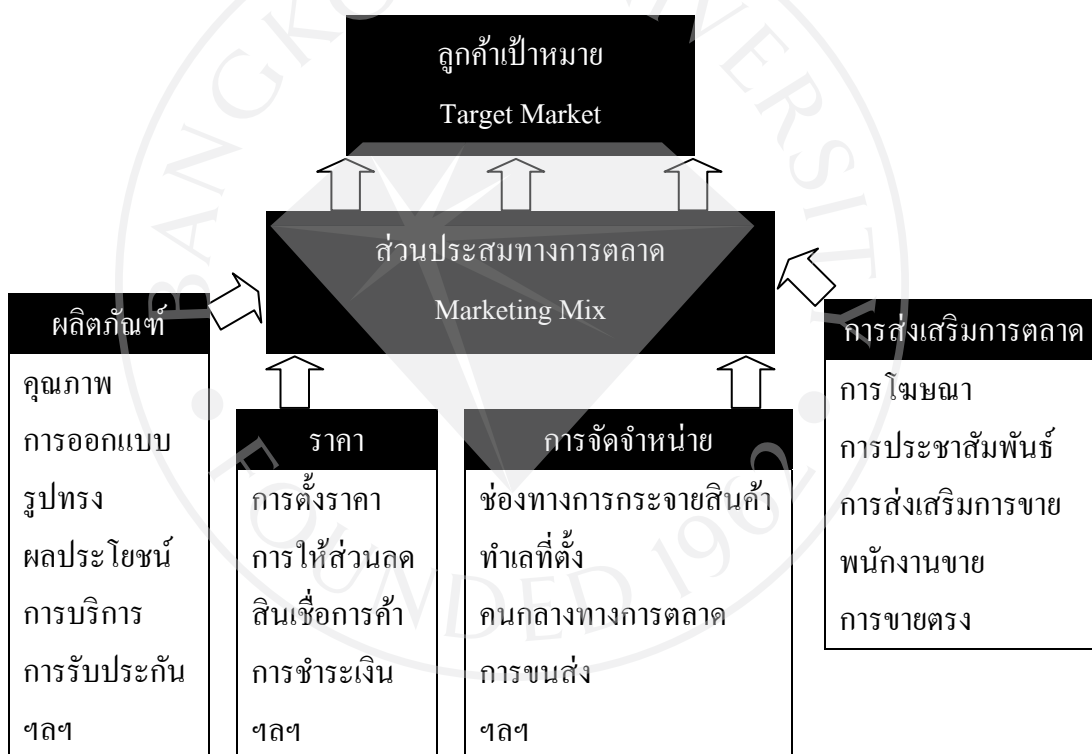 ลูกค้าเป้าหมาย
Target Market
ส่วนประสมทางการตลาด
Marketing Mix
ผลิตภัณฑ์
คุณภาพ
การออกแบบ
รูปทรง
ผลประโยชน์
การบริการ
การรับประกัน
ฯลฯ
ราคา
การตั้งราคา
การให้ส่วนลด
สินเชื่อการค้า
การชำระเงิน
ฯลฯ
การจัดจำหน่าย
ช่องทางการกระจายสินค้า
ทำเลที่ตั้ง
คนกลางทางการตลาด
การขนส่ง
ฯลฯ
การส่งเสริมการตลาด
การโฆษณา
การประชาสัมพันธ์
การส่งเสริมการขาย
พนักงานขาย
การขายตรง
BANGKOK UNIVERSITY
FOUNDED 1962